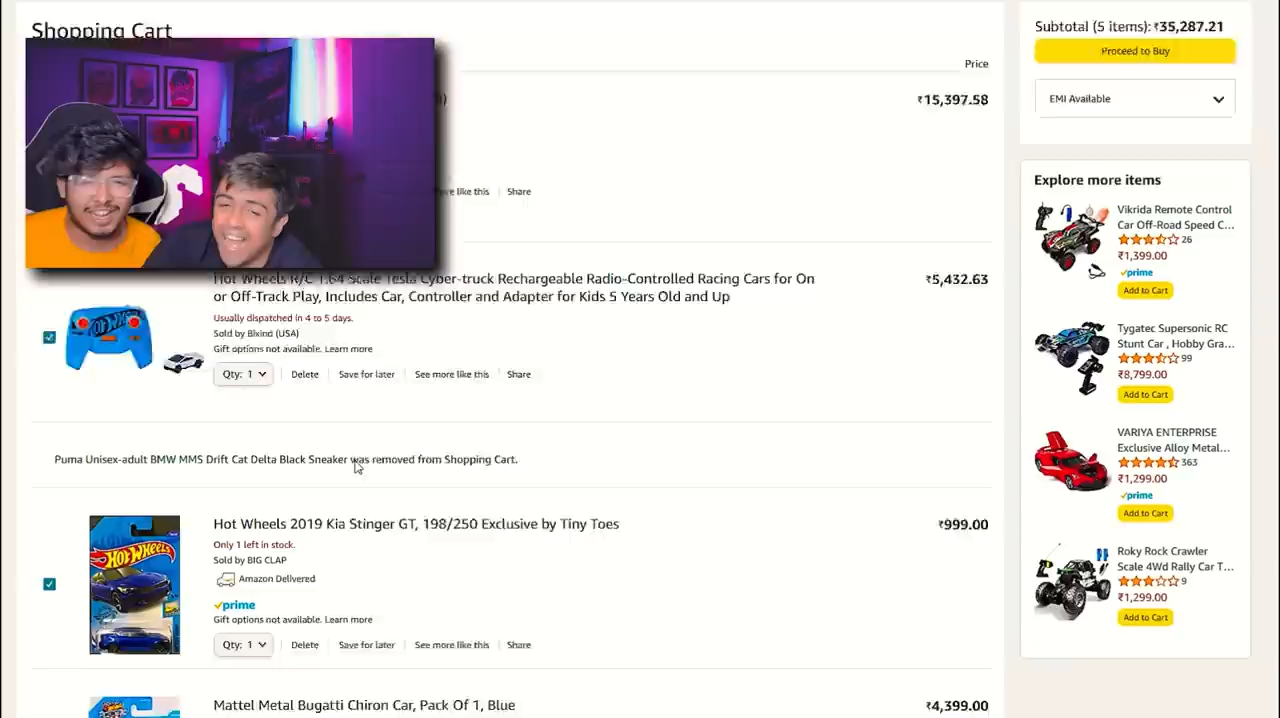 Shopping Cart
Price
₹15,397.58
like this
Share
Hot Wheels R/C 1:64 Scale Tesla Cyber-truck Rechargeable Radio-Controlled Racing Cars for On
or Off-Track Play, Includes Car, Controller and Adapter for Kids 5 Years Old and Up
₹5,432.63
Usually dispatched in 4 to 5 days.
Sold by Bixind (USA)
Gift options not available. Learn more
Qty: 1
Delete
Save for later
See more like this
Share
Puma Unisex-adult BMW MMS Drift Cat Delta Black Sneaker was removed from Shopping Cart.
HOT WHEELS
Hot Wheels 2019 Kia Stinger GT, 198/250 Exclusive by Tiny Toes
₹999.00
Only 1 left in stock.
Sold by BIG CLAP
Amazon Delivered
prime
Gift options not available. Learn more
Qty: 1
Delete
Save for later
See more like this
Share
Mattel Metal Bugatti Chiron Car, Pack Of 1, Blue
₹4,399.00
Subtotal (5 items): ₹35,287.21
Proceed to Buy
EMI Available
Explore more items
Vikrida Remote Control
Car Off-Road Speed C...
26
₹1,399.00
prime
Add to Cart
Tygatec Supersonic RC
Stunt Car , Hobby Gra...
99
₹8,799.00
Add to Cart
VARIYA ENTERPRISE
Exclusive Alloy Metal...
363
₹1,299.00
prime
Add to Cart
Roky Rock Crawler
Scale 4Wd Rally Car T...
9
₹1,299.00
Add to Cart